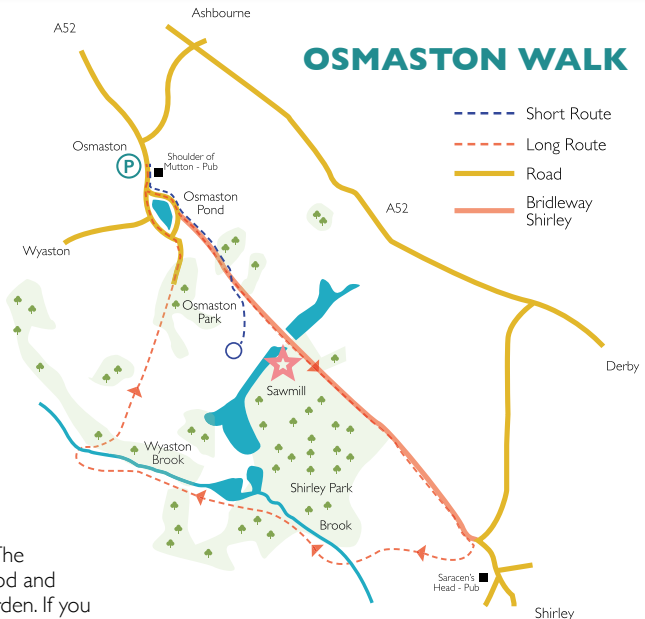 Ashbourne
A52
OSMASTON WALK
Short Route
Long Route
Road
Bridleway
Shirley
Osmaston
P
Shoulder of
Mutton - Pub
Osmaston
Pond
A52
Wyaston
Osmaston
Park
Derby
Sawmill
Wyaston
Brook
Shirley Park
Brook
The
od and
rden. If you
Saracen's
Head - Pub
Shirley